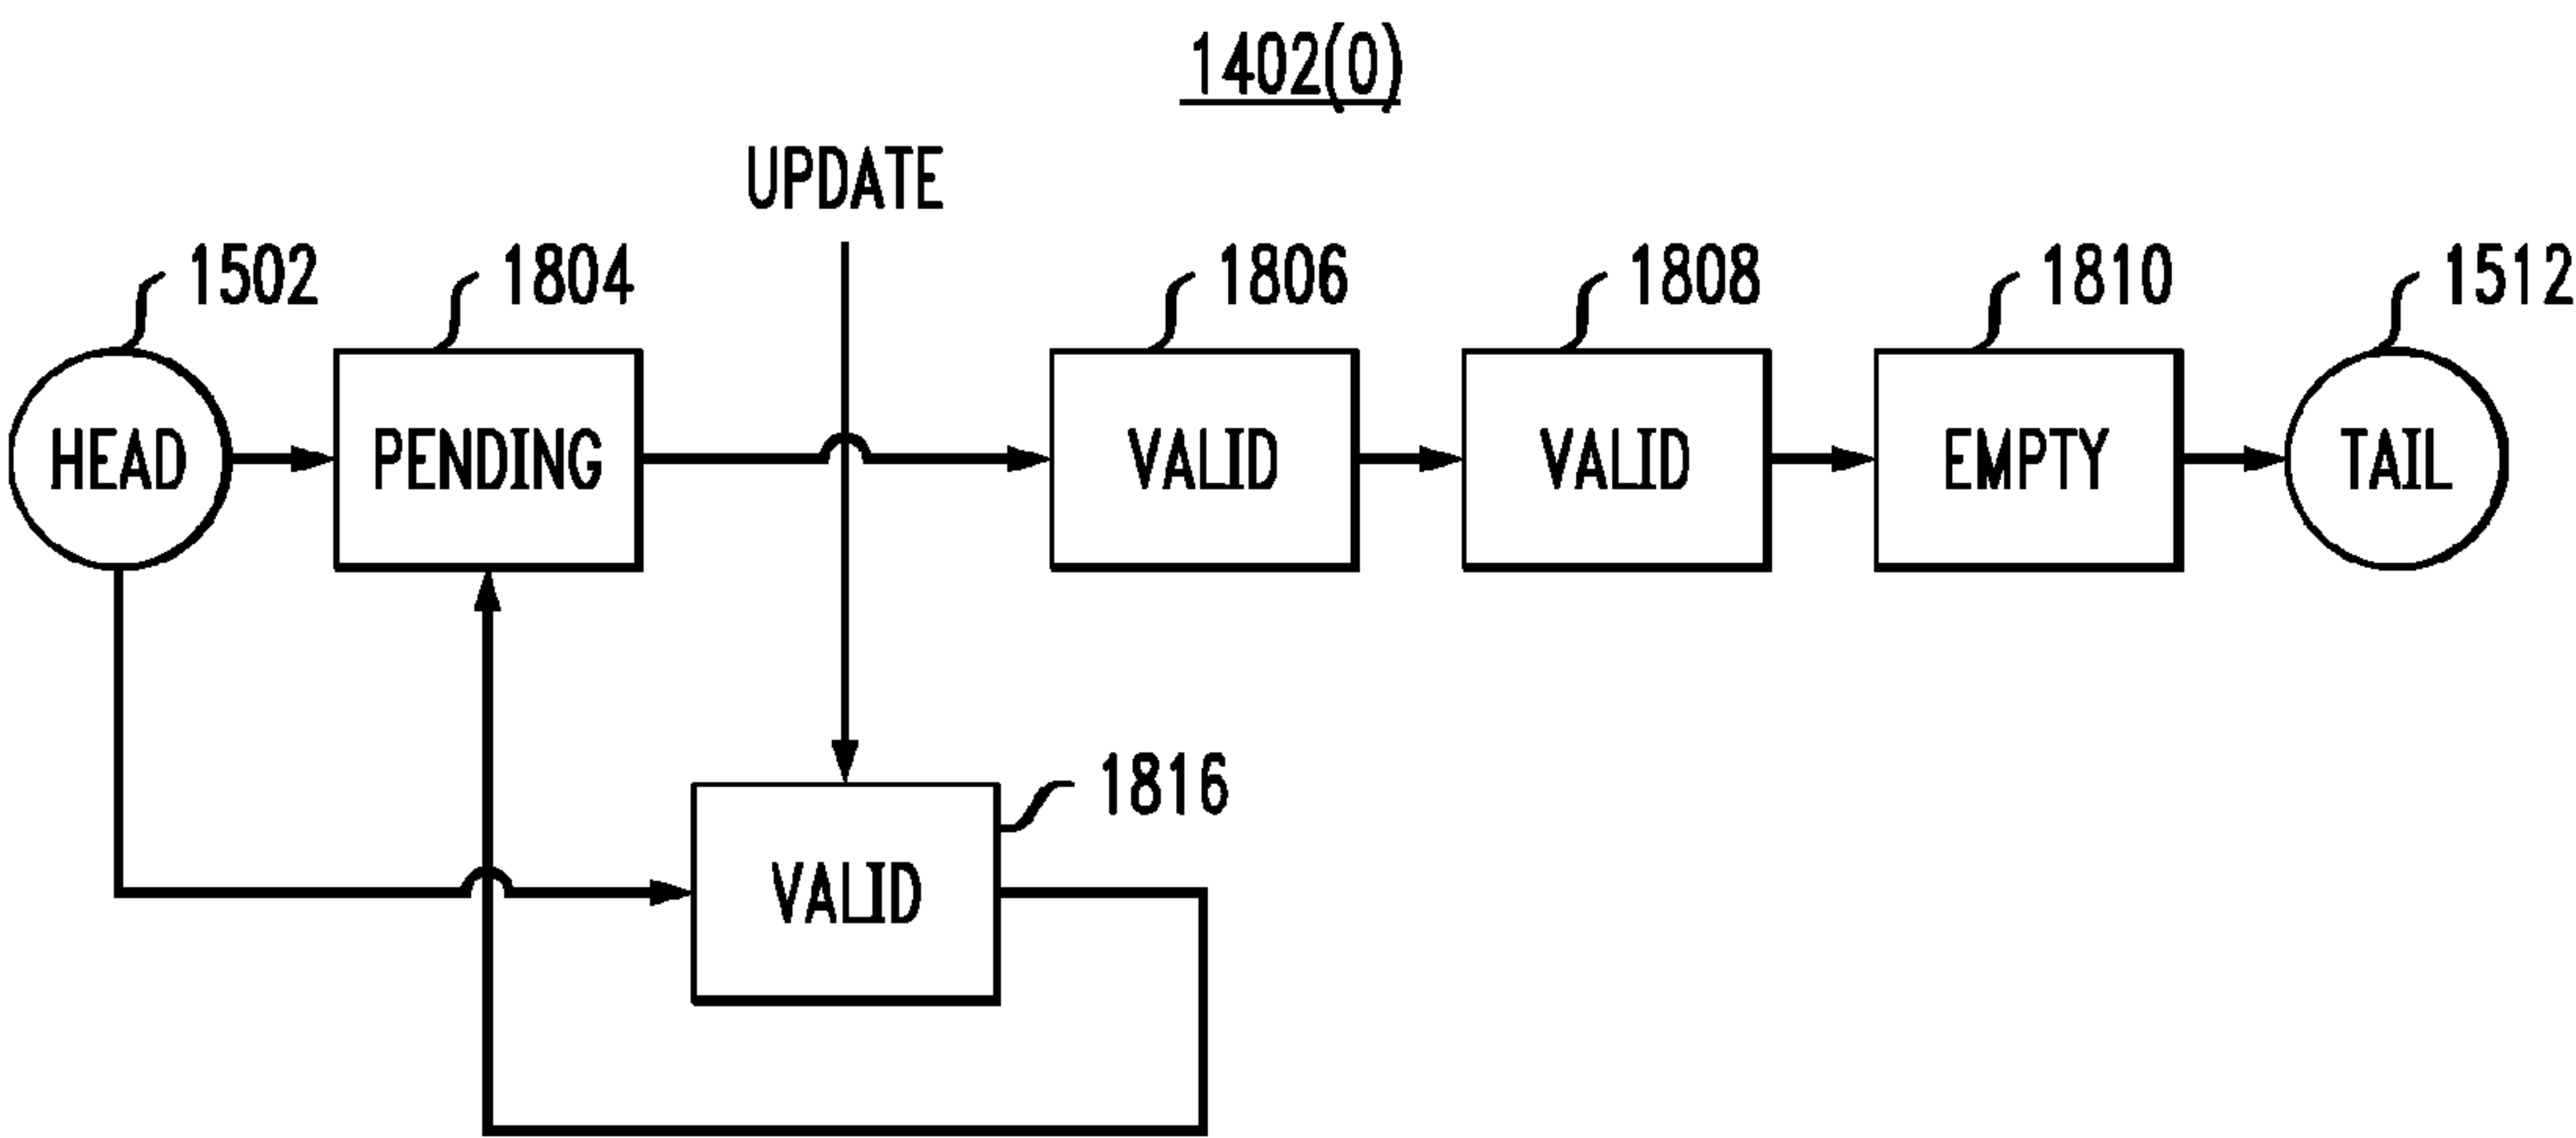 1402(0)
UPDATE
1502
1804
1806
1808
1810
1512
HEAD
PENDING
VALID
VALID
EMPTY
TAIL
1816
VALID